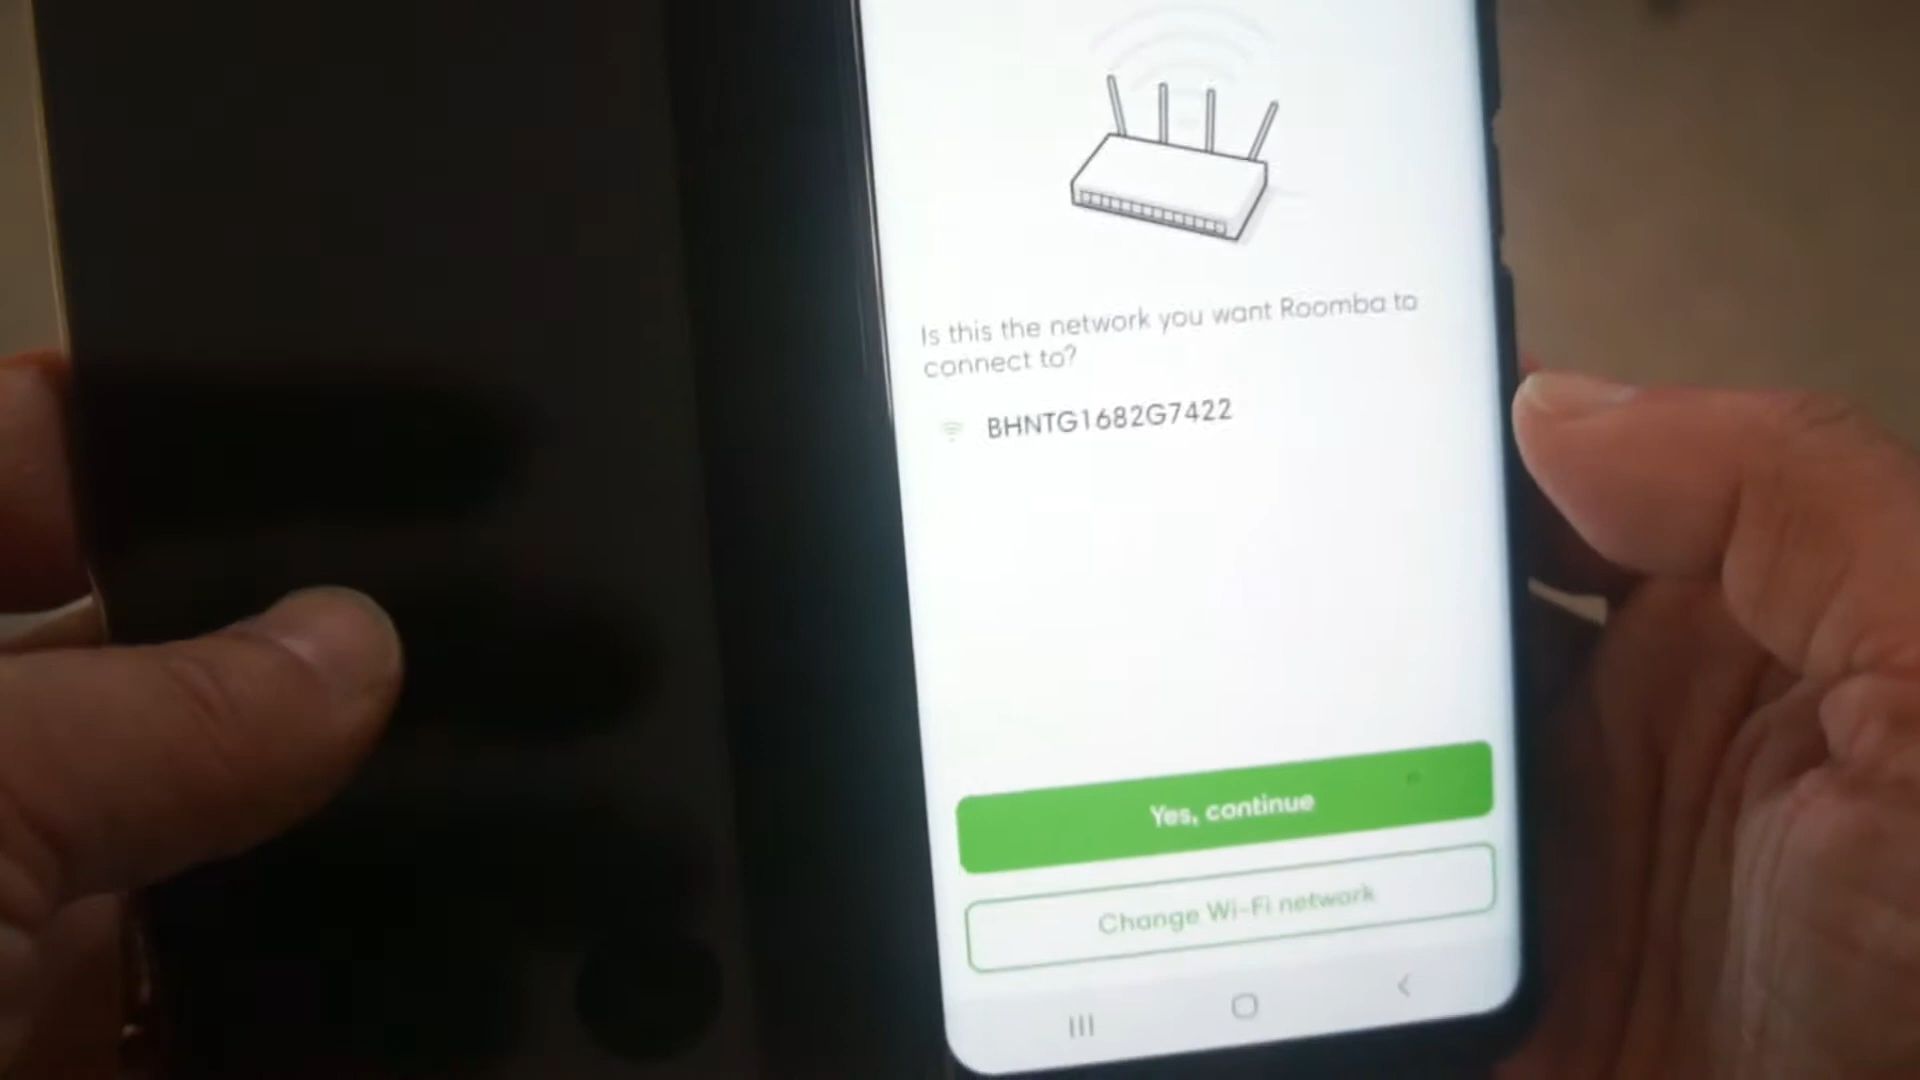 Is this the network you want Roomba to
connect to?
BHNTG1682G7422
Yes, continue
Change Wi-Fi network